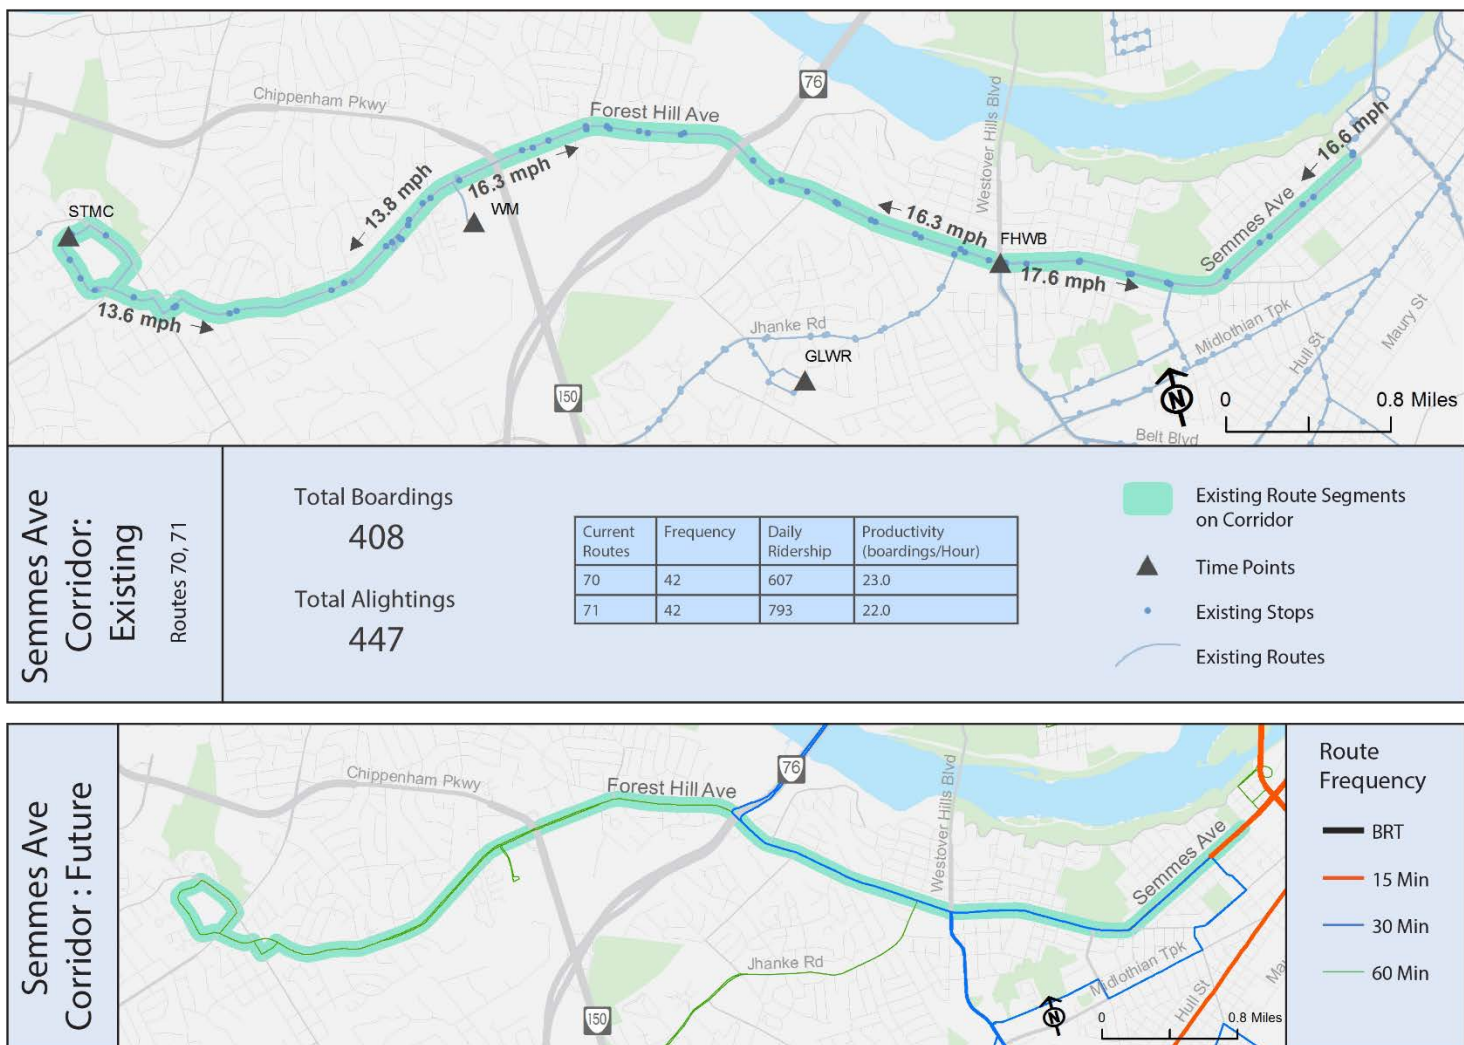 Chippenham Pkwy
Forest Hill Ave
76
Westover Hills Blvd
16.6 mph
13.8 mph
16.3 mph
STMC
WM
16.3 mph
FHWB
Semmes Ave
17.6 mph
13.6 mph
Jhanke Rd
GLWR
Midlothian Tpk
Hull St
Maury St
150
N
0
0.8 Miles
Belt Blvd
Semmes Ave
Corridor:
Existing
Routes 70, 71
Total Boardings
408
Total Alightings
447
Current Routes
Frequency
Daily Ridership
Productivity (boardings/Hour)
70 42 607 23.0
71 42 793 22.0
Existing Route Segments
on Corridor
Time Points
Existing Stops
Existing Routes
Semmes Ave
Corridor : Future
Chippenham Pkwy
Forest Hill Ave
76
Westover Hills Blvd
Semmes Ave
Jhanke Rd
Midlothian Tpk
Hull St
150
N
0
0.8 Miles
Route
Frequency
BRT
15 Min
30 Min
60 Min